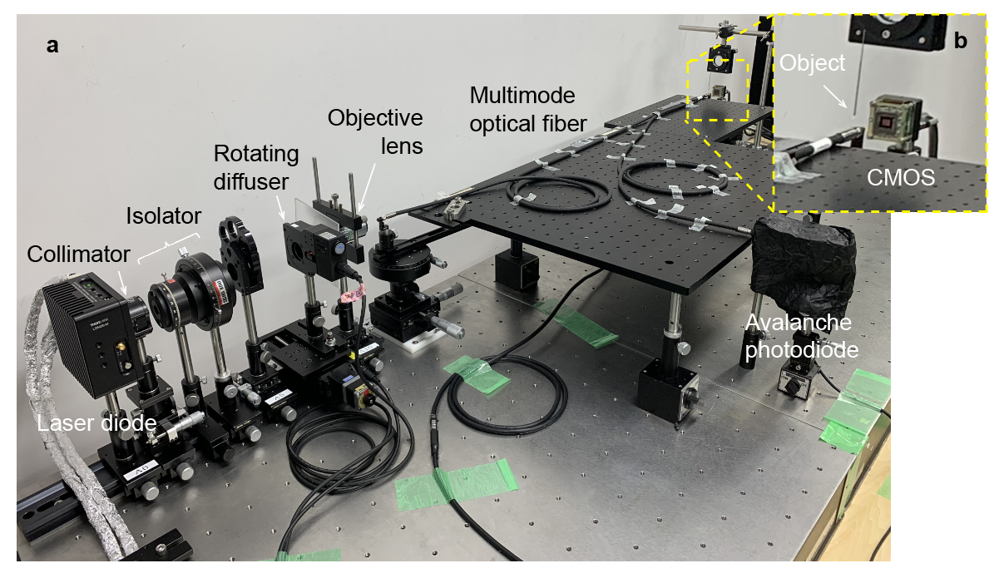 a
b
Object
CMOS
Multimode
optical fiber
Objective
lens
Rotating
diffuser
Isolator
Collimator
Avalanche
photodiode
Laser diode